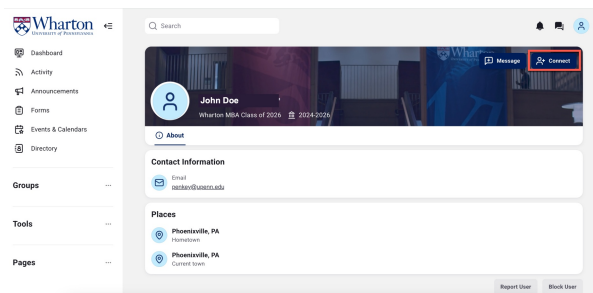 Wharton
UNIVERSITY of PENNSYLVANIA
Search
Dashboard
Activity
Announcements
Forms
Events & Calendars
Directory
Groups
Tools
Pages
Wharton
Message
Connect
John Doe
Wharton MBA Class of 2026 2024-2026
About
Contact Information
Email
penkey@upenn.edu
Places
Phoenixville, PA
Hometown
Phoenixville, PA
Current town
Report User Block User